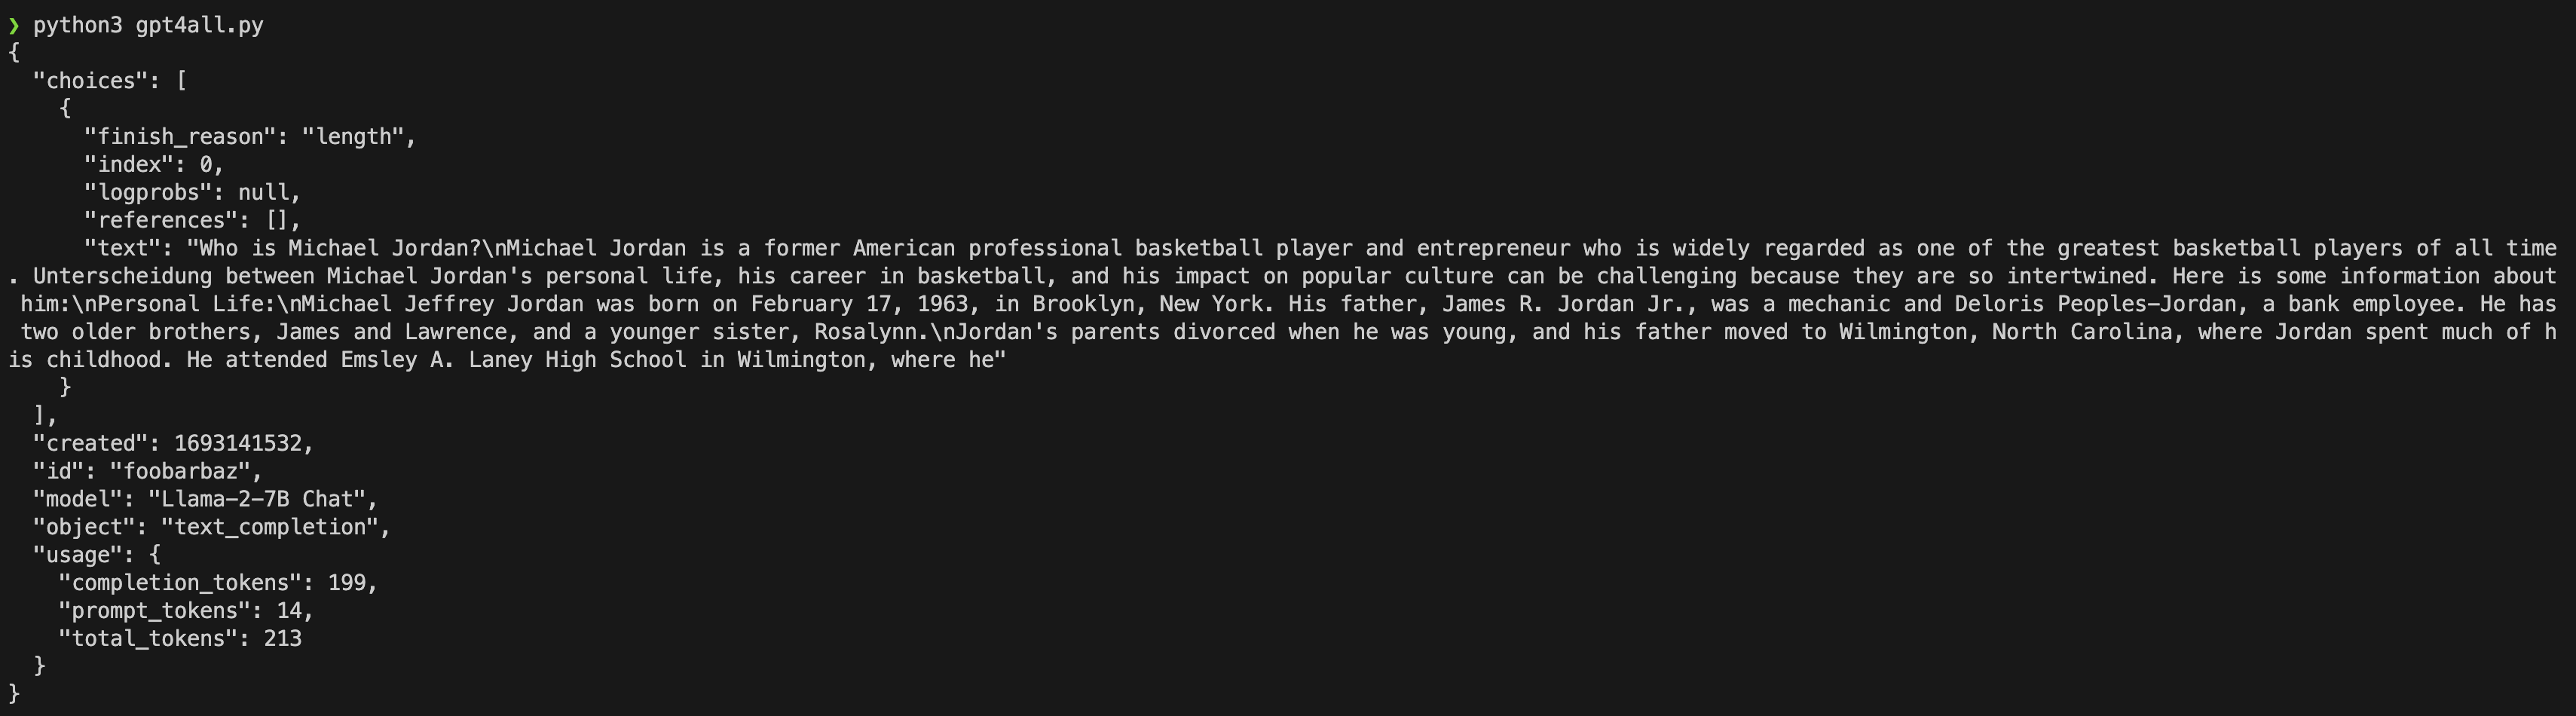 ❯ python3 gpt4all.py
{
  "choices": [
    {
      "finish_reason": "length",
      "index": 0,
      "logprobs": null,
      "references": [],
      "text": "Who is Michael Jordan?\nMichael Jordan is a former American professional basketball player and entrepreneur who is widely regarded as one of the greatest basketball players of all time
. Unterscheidung between Michael Jordan's personal life, his career in basketball, and his impact on popular culture can be challenging because they are so intertwined. Here is some information about
 him:\nPersonal Life:\nMichael Jeffrey Jordan was born on February 17, 1963, in Brooklyn, New York. His father, James R. Jordan Jr., was a mechanic and Deloris Peoples-Jordan, a bank employee. He has
 two older brothers, James and Lawrence, and a younger sister, Rosalynn.\nJordan's parents divorced when he was young, and his father moved to Wilmington, North Carolina, where Jordan spent much of h
is childhood. He attended Emsley A. Laney High School in Wilmington, where he"
    }
  ],
  "created": 1693141532,
  "id": "foobarbaz",
  "model": "Llama-2-7B Chat",
  "object": "text_completion",
  "usage": {
    "completion_tokens": 199,
    "prompt_tokens": 14,
    "total_tokens": 213
  }
}